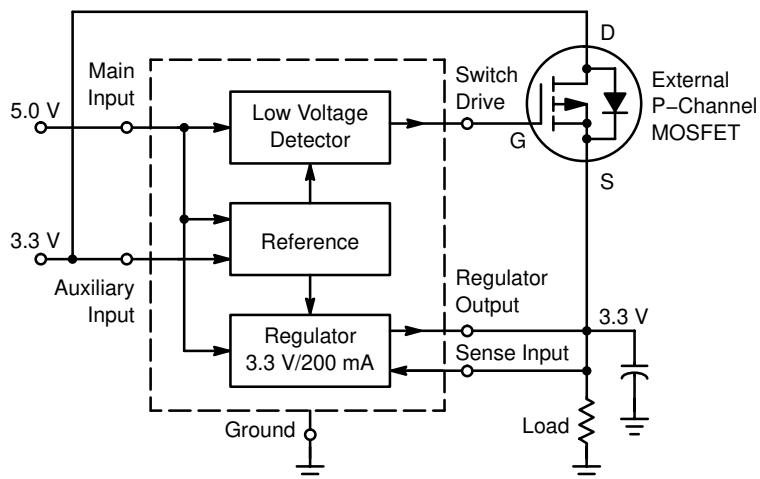 D
Main
Input
Switch
Drive
External
P−Channel
MOSFET
5.0 V
Low Voltage
Detector
G
S
Reference
3.3 V
Auxiliary
Input
Regulator
Output
Regulator
3.3 V/200 mA
3.3 V
Sense Input
Ground
Load